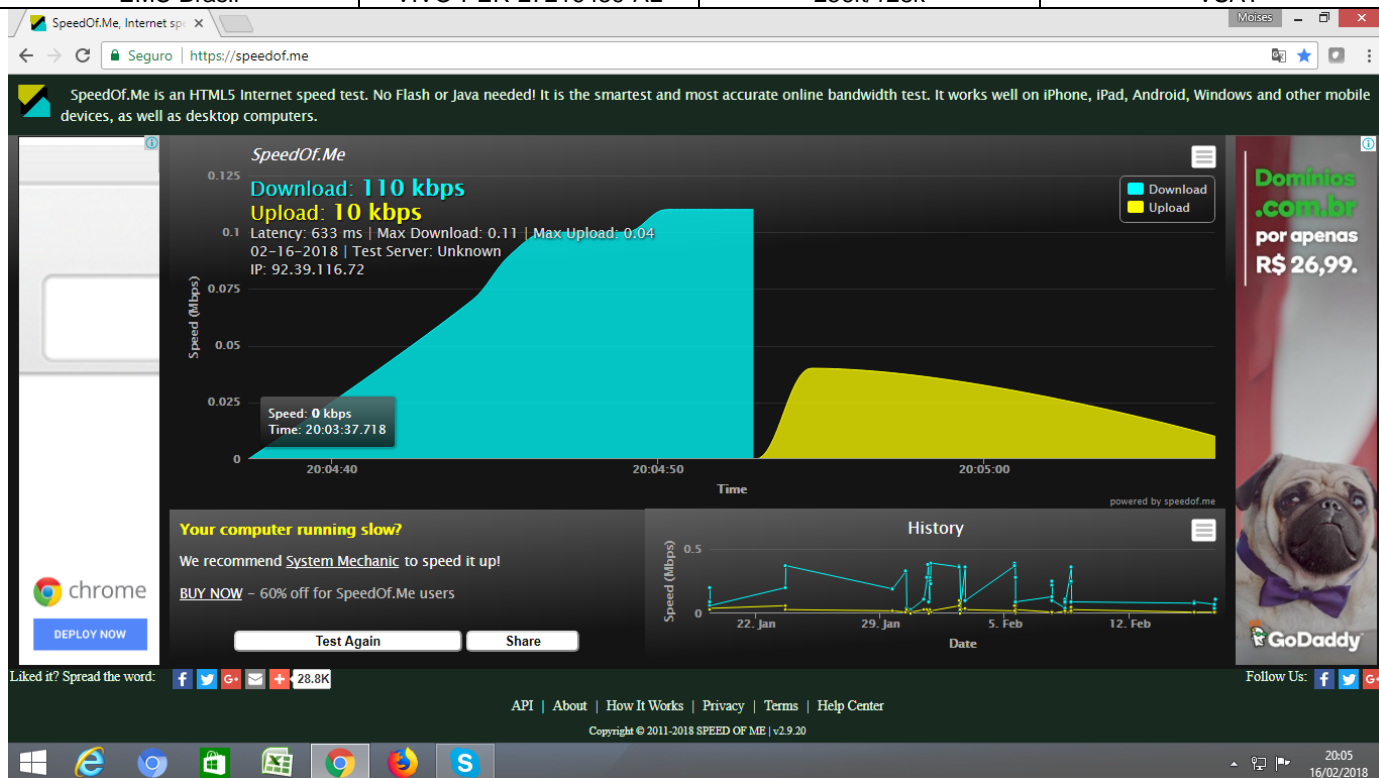 EMC Brasil
VSAT
SpeedOf.Me, Internet spe
Moises
Seguro | https://speedof.me
SpeedOf.Me is an HTML5 Internet speed test. No Flash or Java needed! It is the smartest and most accurate online bandwidth test. It works well on iPhone, iPad, Android, Windows and other mobile
devices, as well as desktop computers.
SpeedOf.Me
0.125
Download: 110 kbps
Upload: 10 kbps
0.1
Latency: 633 ms | Max Download: 0.11 | Max Upload: 0.04
02-16-2018 | Test Server: Unknown
IP: 92.39.116.72
Download
Upload
0.075
0.05
0.025
0
Speed (Mbps)
Speed: 0 kbps
Time: 20:03:37.718
20:04:40
20:04:50
20:05:00
Time
powered by speedof.me
Domínios
.com.br
por apenas
R$ 26,99.
GoDaddy
chrome
DEPLOY NOW
Your computer running slow?
We recommend System Mechanic to speed it up!
BUY NOW – 60% off for SpeedOf.Me users
Test Again
Share
History
Speed (Mbps)
0.5
0
22. Jan
29. Jan
5. Feb
12. Feb
Date
Liked it? Spread the word:
28.8K
Follow Us:
API | About | How It Works | Privacy | Terms | Help Center
Copyright © 2011-2018 SPEED OF ME | v2.9.20
20:05
16/02/2018